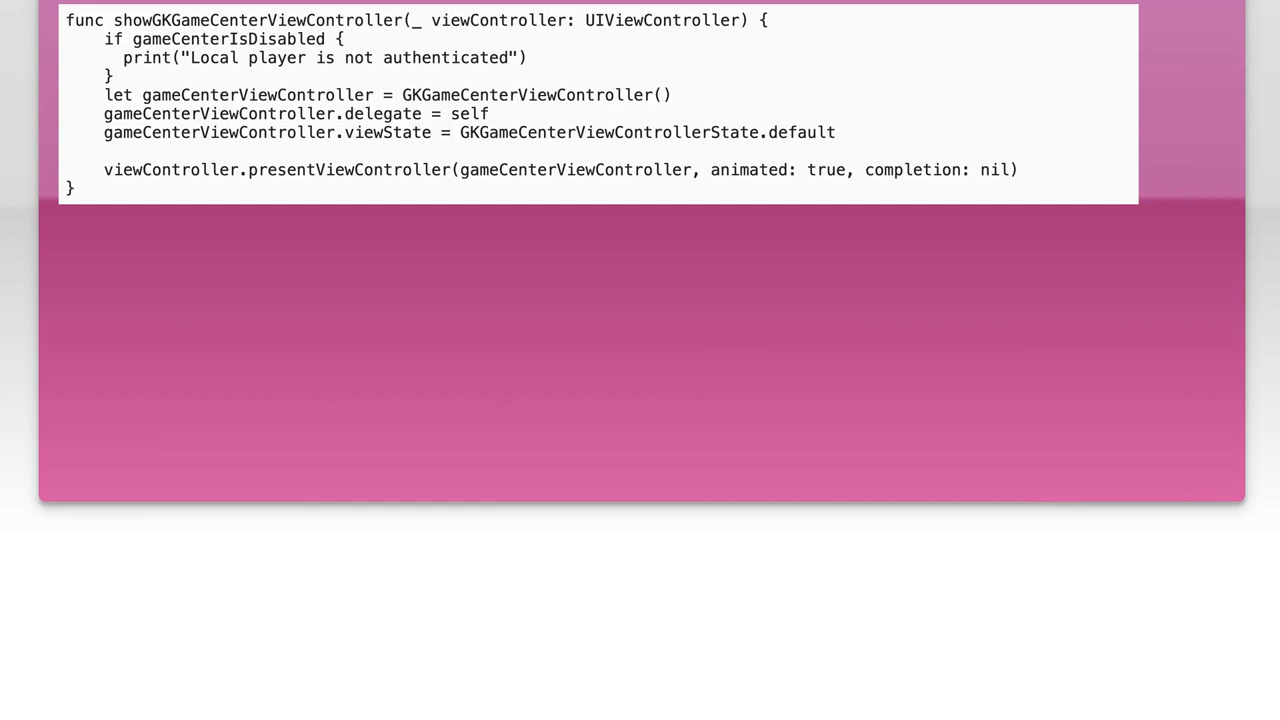 func showGKGameCenterViewController(_ viewController: UIViewController) {
    if gameCenterIsDisabled {
      print("Local player is not authenticated")
    }
    let gameCenterViewController = GKGameCenterViewController()
    gameCenterViewController.delegate = self
    gameCenterViewController.viewState = GKGameCenterViewControllerState.default

    viewController.presentViewController(gameCenterViewController, animated: true, completion: nil)
}